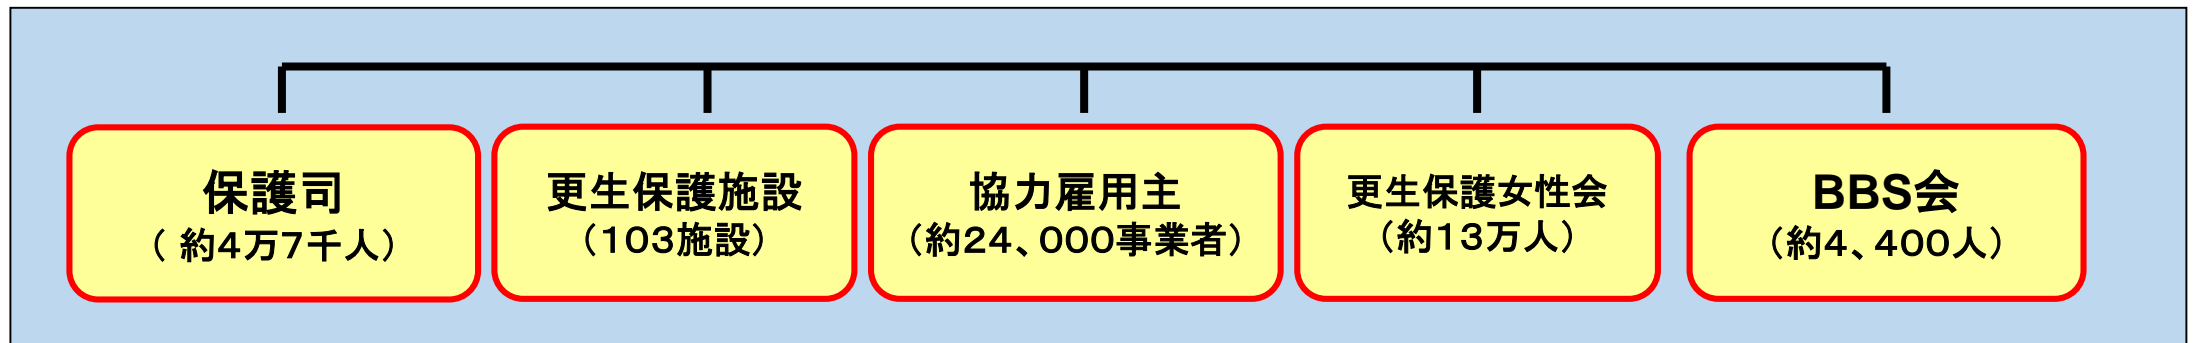 保護司
（ 約４万７千人）
更生保護施設
（１０３施設）
協力雇用主
（約２４、０００事業者）
更生保護女性会
（約１３万人）
BBS会
（約４、４００人）